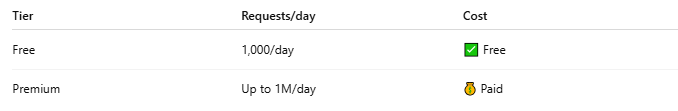 Tier Requests/day Cost
Free 1,000/day ✅ Free
Premium Up to 1M/day 💰 Paid